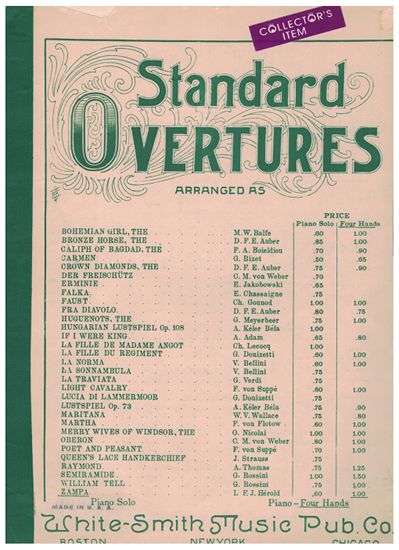 COLLECTOR'S
ITEM
Standard
OVERTURES
ARRANGED AS
PRICE
Piano Solo Four Hands
BOHEMIAN GIRL, THE M.W. Balfe .60 1.00
BRONZE HORSE, THE D.F.E. Auber .85 1.00
CALIPH OF BAGDAD, THE F. A. Boieldieu .70 .90
CARMEN G. Bizet .50 .65
CROWN DIAMONDS, THE D.F.E. Auber .75 .90
DER FREISCHÜTZ C.M. von Weber .70
ERMINIE E. Jakobowski .65
FALKA E. Chassaigne .75
FAUST Ch. Gounod 1.00 1.00
FRA DIAVOLO D.F.E. Auber .80 .75
HUGUENOTS, THE G. Meyerbeer .75 1.00
HUNGARIAN LUSTSPIEL Op. 108 A. Kéler Béla 1.00
IF I WERE KING A. Adam .65 .80
LA FILLE DE MADAME ANGOT Ch. Lecocq 1.00
LA FILLE DU REGIMENT G. Donizetti .60 1.00
LA NORMA V. Bellini .60 1.00
LA SONNAMBULA V. Bellini .75
LA TRAVIATA G. Verdi .75
LIGHT CAVALRY F. von Suppé .60 1.00
LUCIA DI LAMMERMOOR G. Donizetti .75
LUSTSPIEL Op. 73 A. Kéler Béla .75 .90
MARITANA W.V. Wallace .75 .80
MARTHA F. von Flotow .60 1.00
MERRY WIVES OF WINDSOR, THE O. Nicolai 1.00 1.00
OBERON C.M. von Weber .80 1.00
POET AND PEASANT F. von Suppé .70 1.00
QUEEN'S LACE HANDKERCHIEF J. Strauss .75
RAYMOND A. Thomas .75 1.25
SEMIRAMIDE G. Rossini 1.00 1.50
WILLIAM TELL G. Rossini .75 1.00
ZAMPA L. F. J. Hérold .60 1.00
Piano Solo Piano-Four Hands
MADE IN U.S.A.
White-Smith Music Pub. Co.
BOSTON NEW YORK CHICAGO